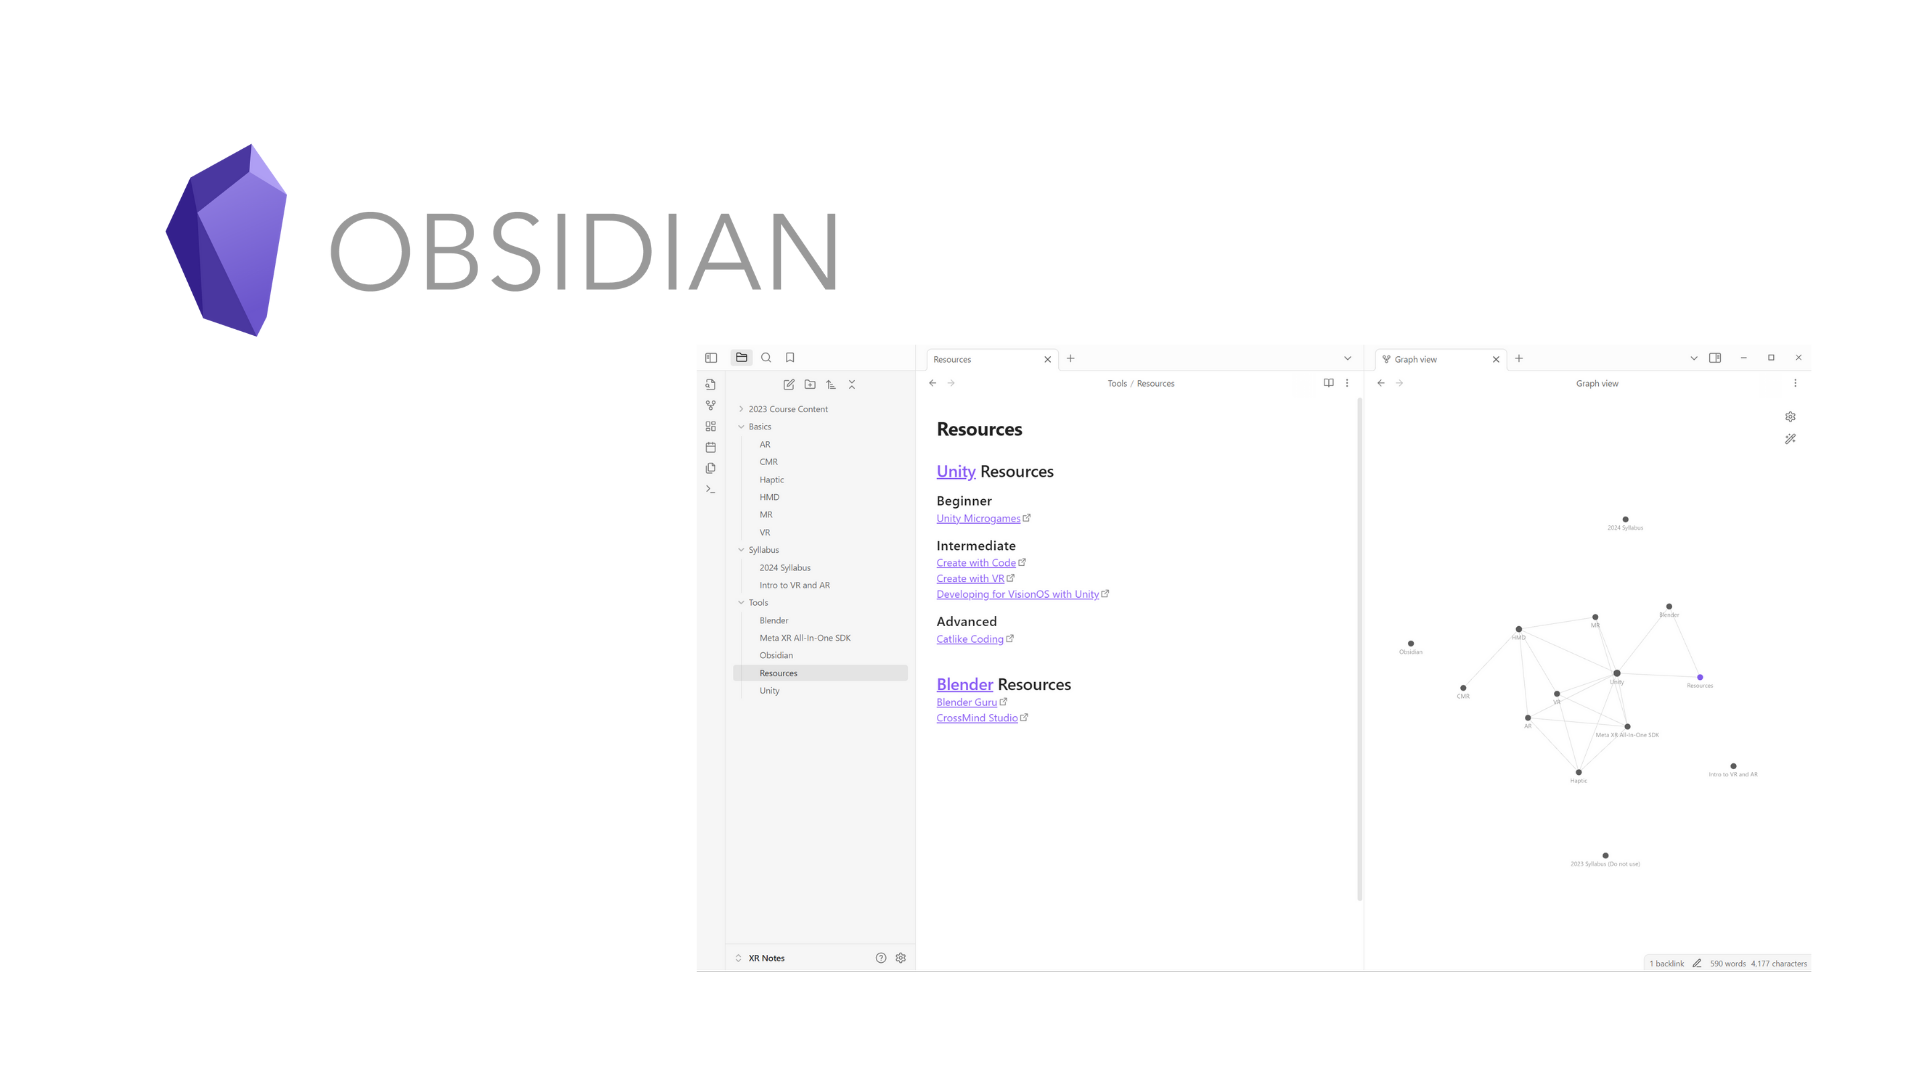 OBSIDIAN
2023 Course Content
Basics
AR
CMR
Haptic
HMD
MR
VR
Syllabus
2024 Syllabus
Intro to VR and AR
Tools
Blender
Meta XR All-In-One SDK
Obsidian
Resources
Unity
XR Notes
Resources
Tools / Resources
Resources
Unity Resources
Beginner
Unity Microgames
Intermediate
Create with Code
Create with VR
Developing for VisionOS with Unity
Advanced
Catlike Coding
Blender Resources
Blender Guru
CrossMind Studio
Graph view
Graph view
2024 Syllabus
Blender
MR
HMD
Obsidian
Unity
Resources
CMR
VR
AR
Meta XR All-In-One SDK
Intro to VR and AR
Haptic
2023 Syllabus (Do not use)
1 backlink 590 words 4,177 characters